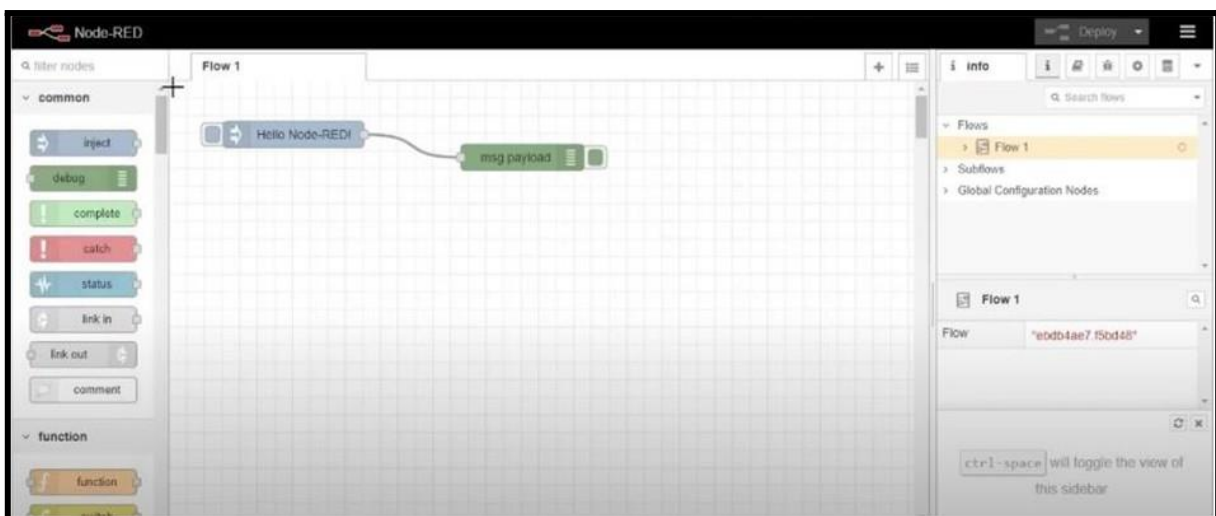 Node-RED
Deploy
filter nodes
Flow 1
info
i
Search flows
common
inject
debug
complete
catch
status
link in
link out
comment
function
function
Hello Node-RED!
msg payload
Flows
Flow 1
Subflows
Global Configuration Nodes
Flow 1
Flow "ebdb4ae7.f5bd48"
ctrl-space will toggle the view of
this sidebar